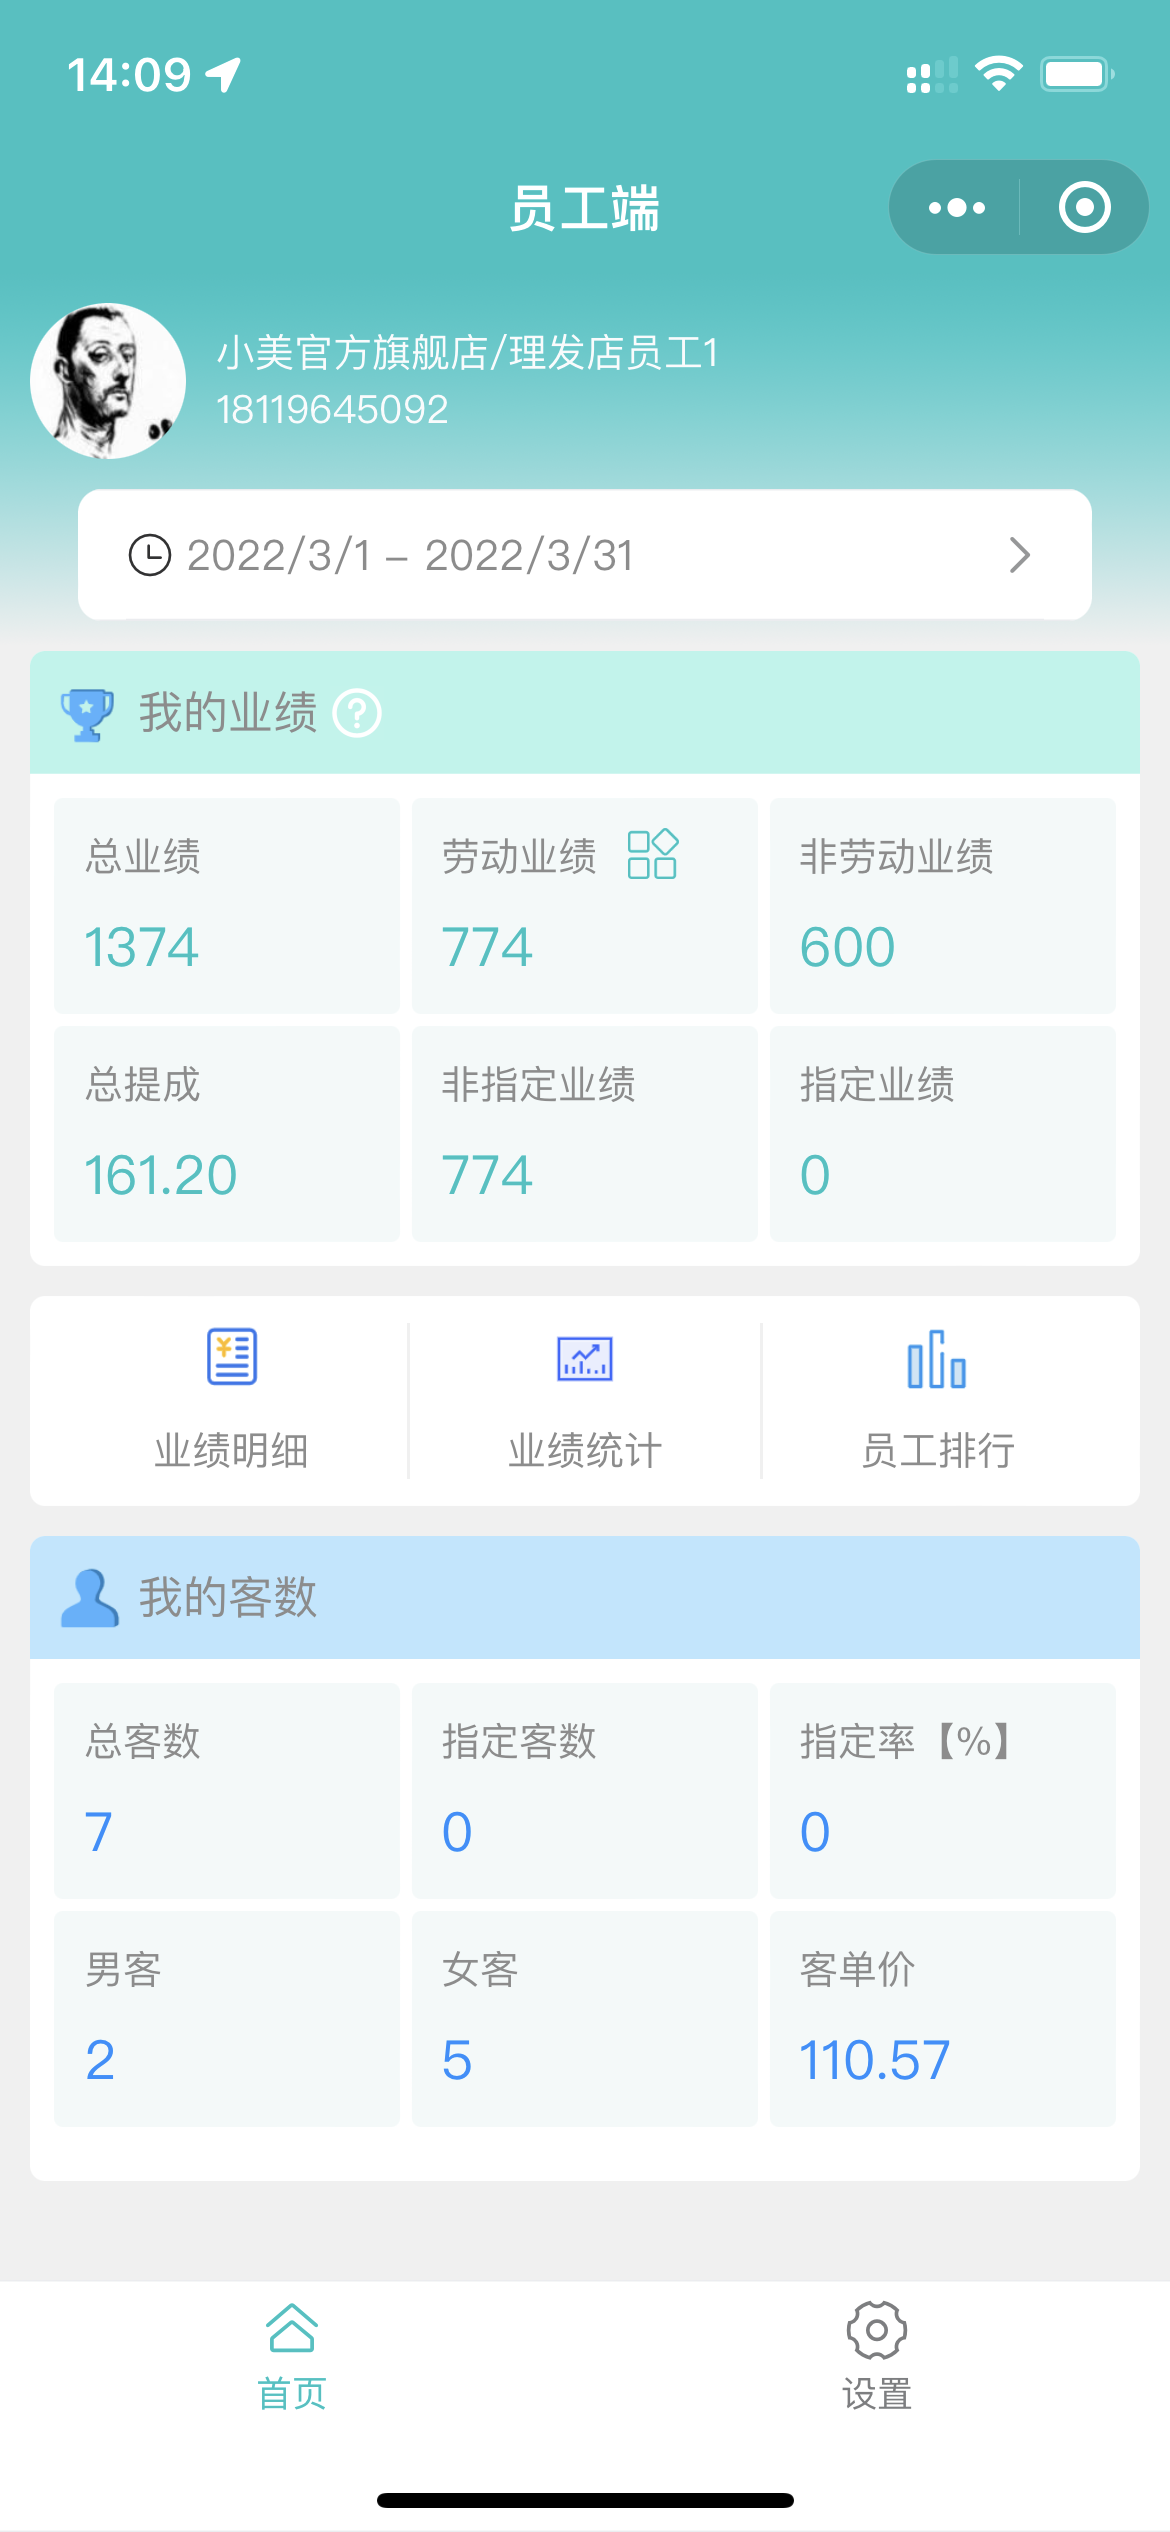 14:09
员工端
小美官方旗舰店/理发店员工1
18119645092
2022/3/1 – 2022/3/31
我的业绩
总业绩 劳动业绩 非劳动业绩
1374 774 600
总提成 非指定业绩 指定业绩
161.20 774 0
业绩明细 业绩统计 员工排行
我的客数
总客数 指定客数 指定率【%】
7 0 0
男客 女客 客单价
2 5 110.57
首页 设置